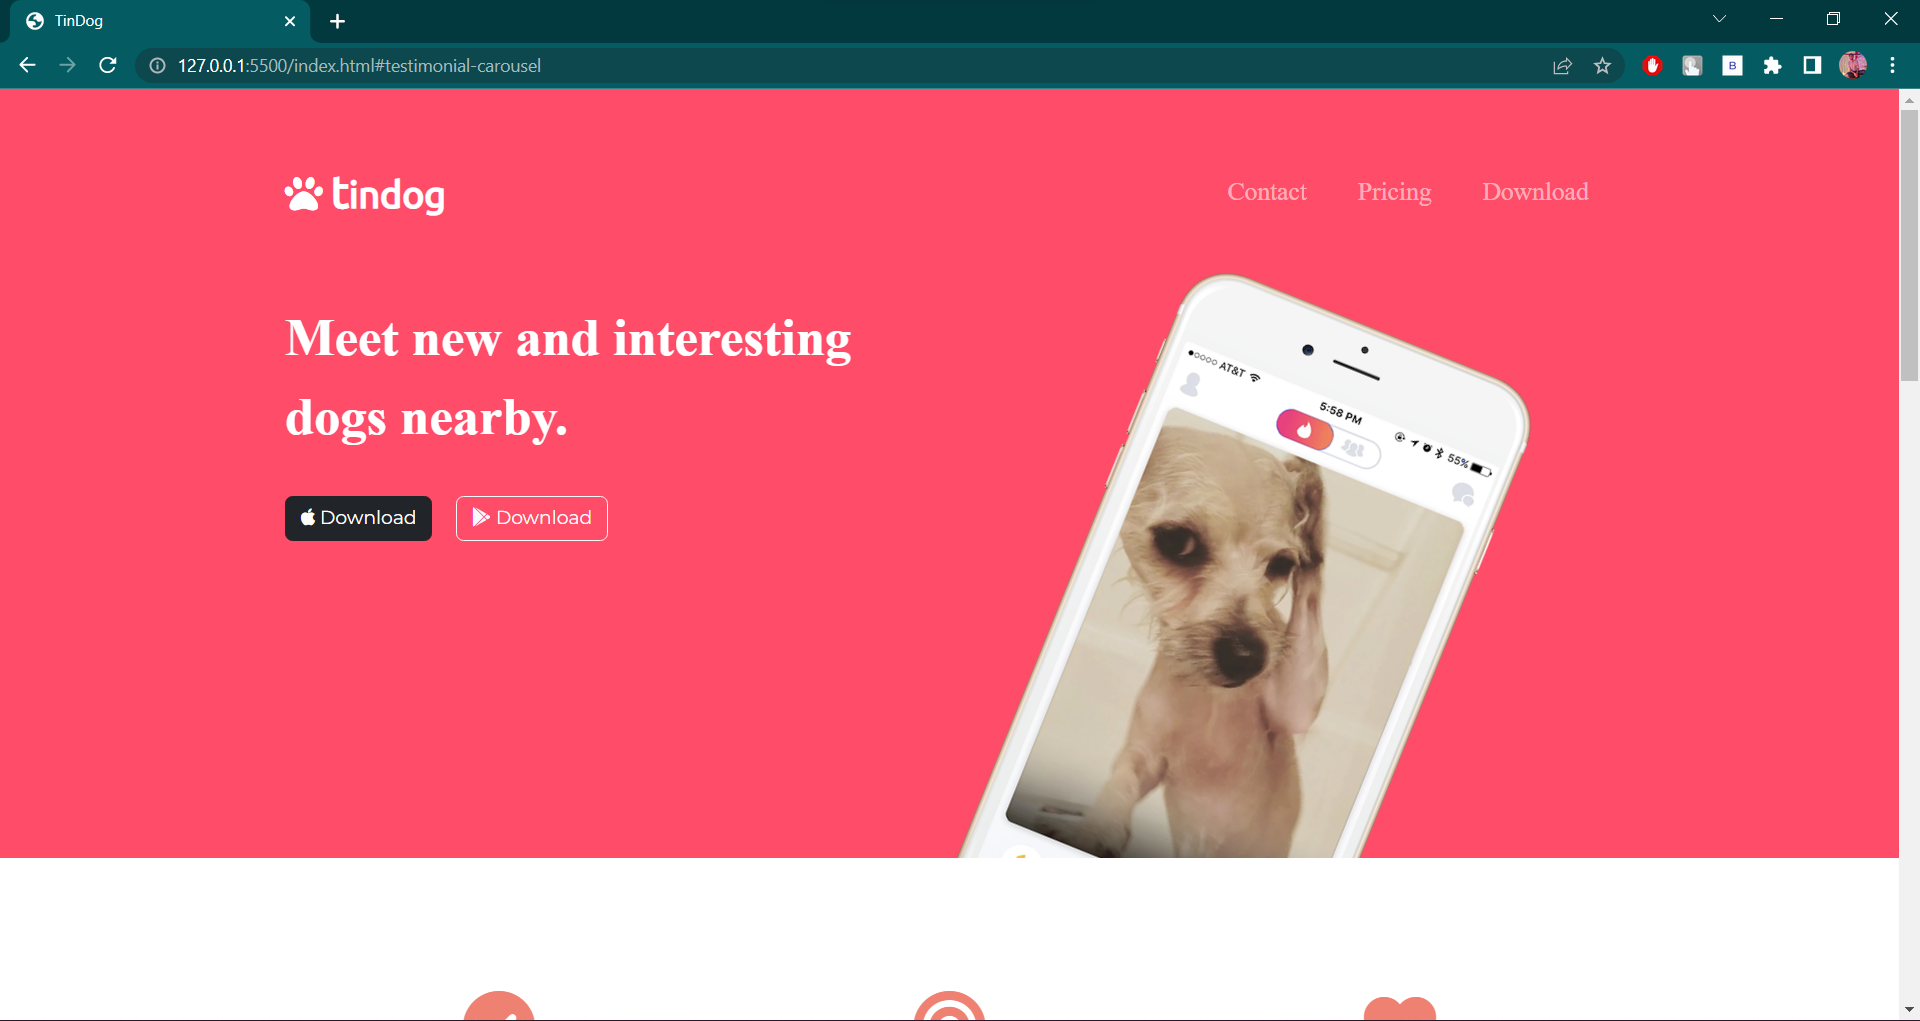 TinDog
127.0.0.1:5500/index.html#testimonial-carousel
B
tindog
Contact Pricing Download
Meet new and interesting
dogs nearby.
Download Download
AT&T
5:58 PM
55%